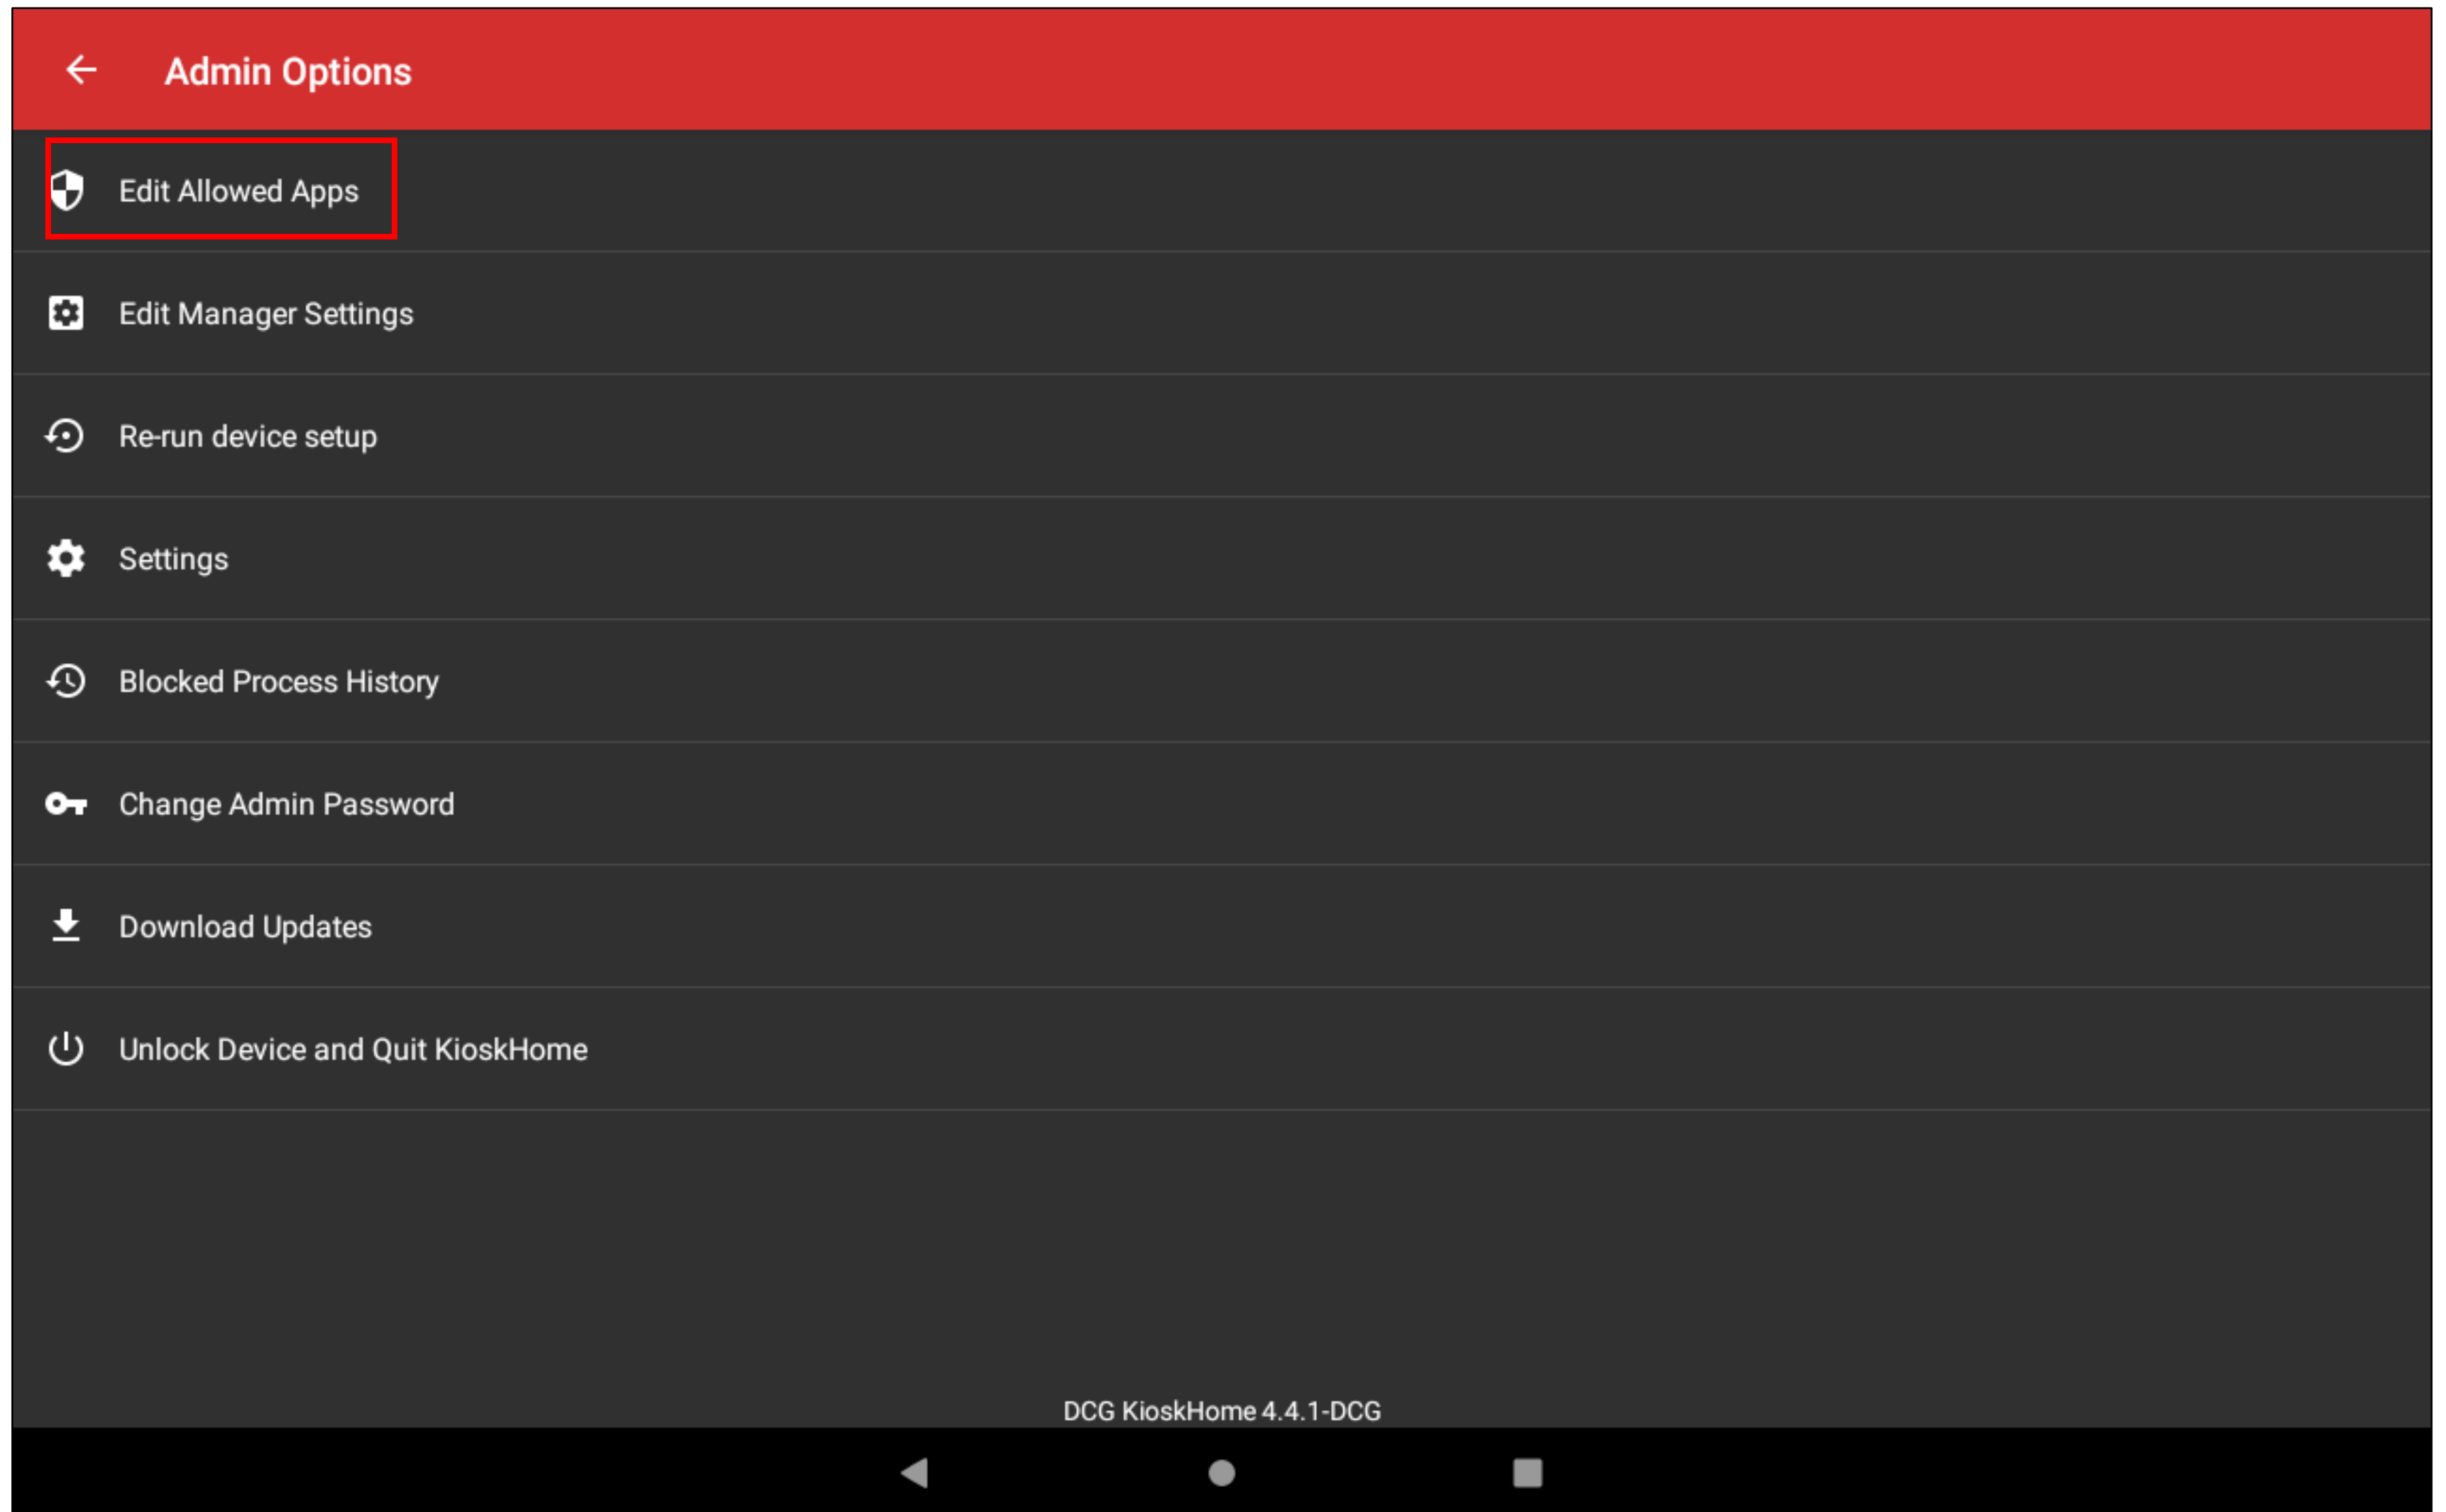 Admin Options
Edit Allowed Apps
Edit Manager Settings
Re-run device setup
Settings
Blocked Process History
Change Admin Password
Download Updates
Unlock Device and Quit KioskHome
DCG KioskHome 4.4.1-DCG